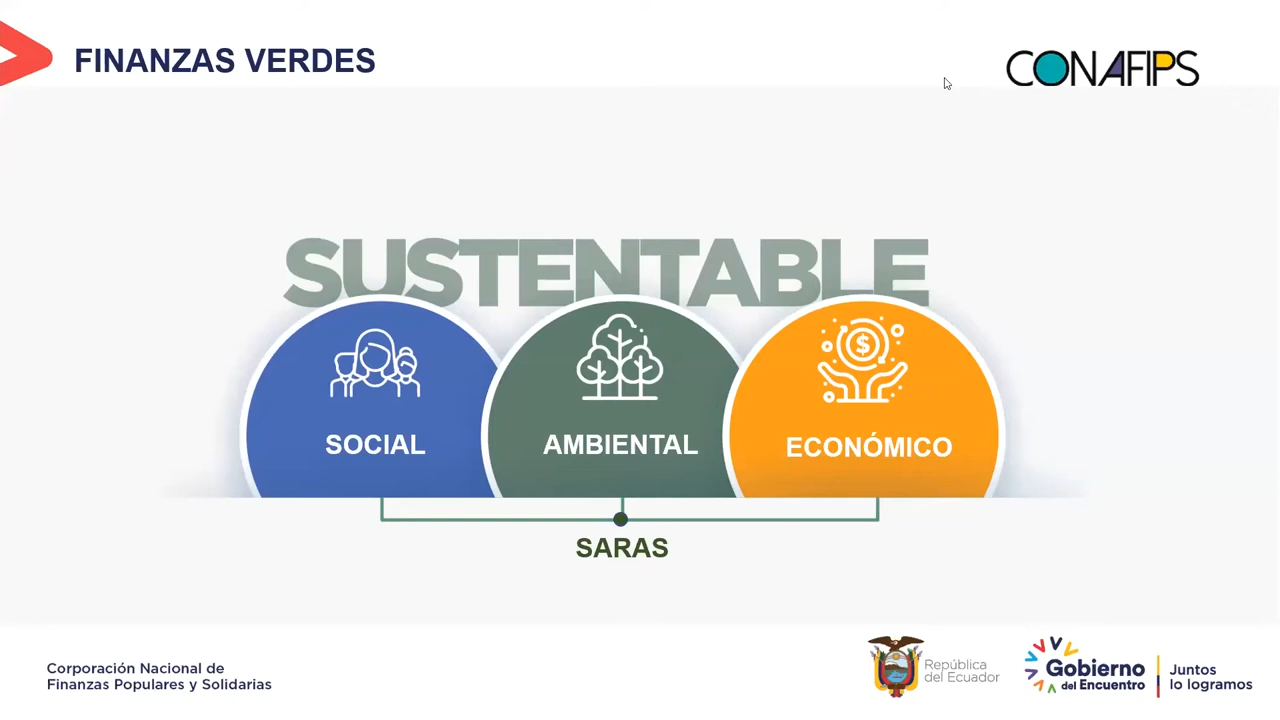 FINANZAS VERDES
CONAFIPS
SUSTENTABLE
$
SOCIAL
AMBIENTAL
ECONÓMICO
SARAS
Corporación Nacional de
Finanzas Populares y Solidarias
República
del Ecuador
Gobierno
del Encuentro
Juntos
lo logramos